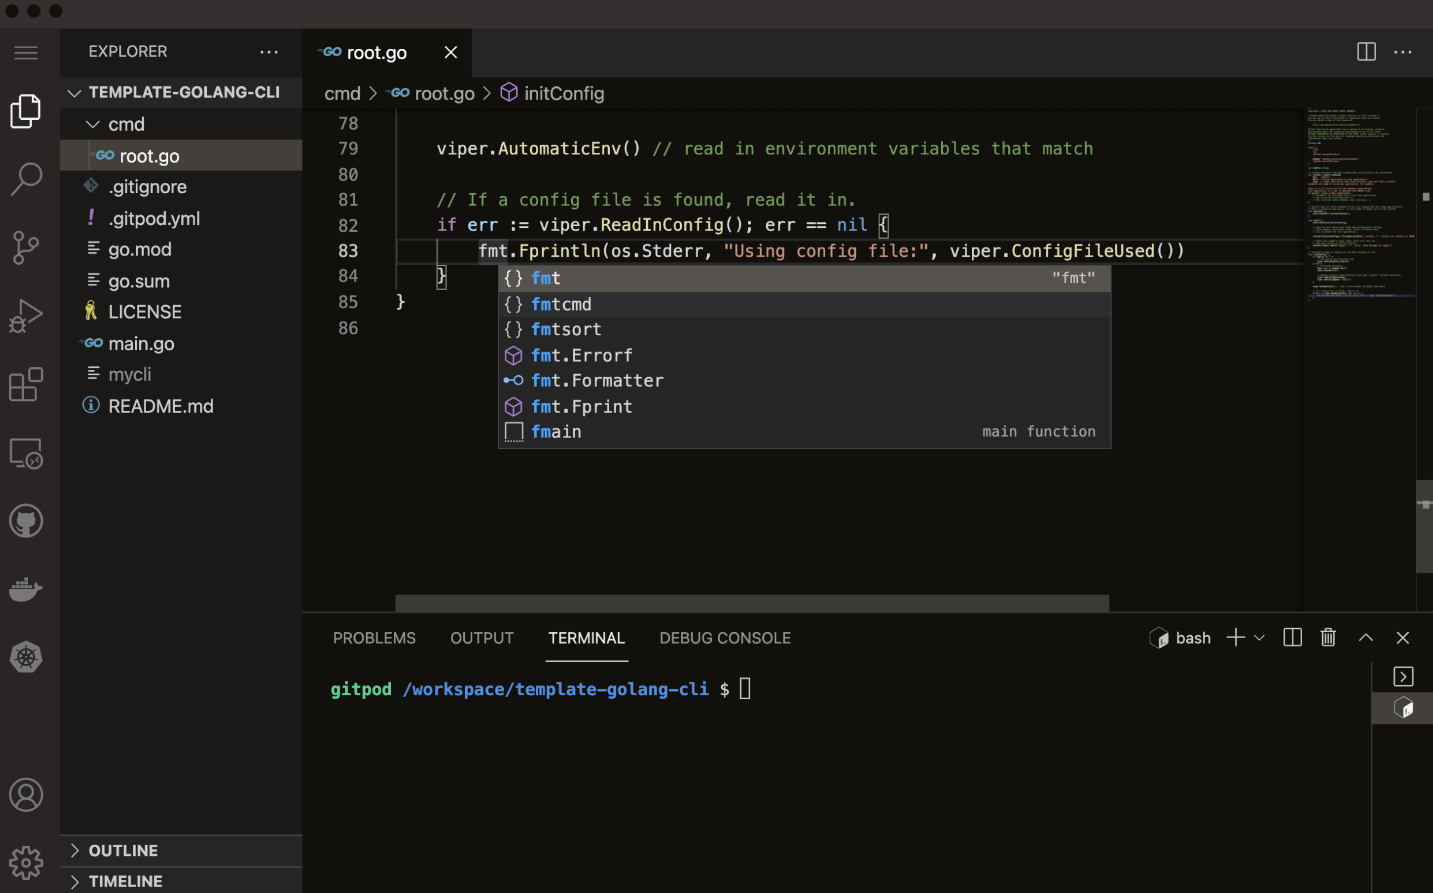 EXPLORER
root.go
TEMPLATE-GOLANG-CLI
cmd
root.go
.gitignore
.gitpod.yml
go.mod
go.sum
LICENSE
main.go
mycli
README.md
OUTLINE
TIMELINE
cmd > root.go > initConfig
78
79 viper.AutomaticEnv() // read in environment variables that match
80
81 // If a config file is found, read it in.
82 if err := viper.ReadInConfig(); err == nil {
83 fmt.Fprintln(os.Stderr, "Using config file:", viper.ConfigFileUsed())
84 }
85 }
86
{} fmt "fmt"
{} fmtcmd
{} fmtsort
fmt.Errorf
fmt.Formatter
fmt.Fprint
fmain main function
PROBLEMS OUTPUT TERMINAL DEBUG CONSOLE bash
gitpod /workspace/template-golang-cli $